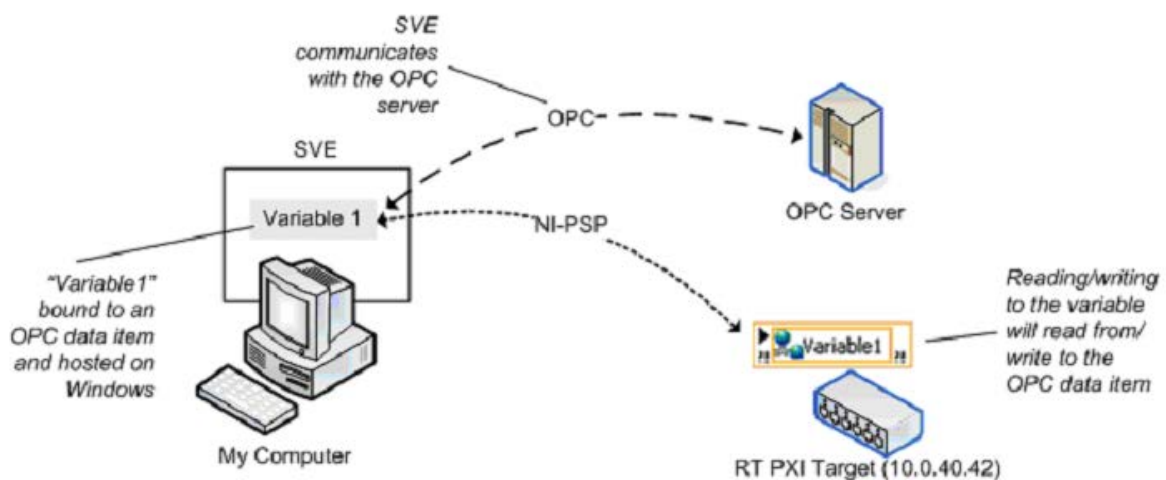 SVE
communicates
with the OPC
server
OPC
SVE
Variable 1
OPC Server
NI-PSP
"Variable1"
bound to an
OPC data item
and hosted on
Windows
Variable1
Reading/writing
to the variable
will read from/
write to the
OPC data item
My Computer
RT PXI Target (10.0.40.42)